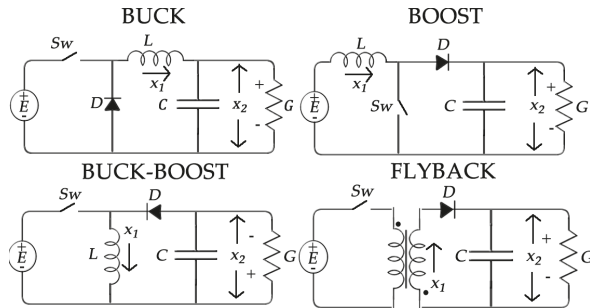 BUCK
Sw
L
x1
D
E
+
-
C
x2
+
-
G
BOOST
L
x1
D
Sw
E
+
-
C
x2
+
-
G
BUCK-BOOST
Sw
D
x1
L
E
+
-
C
x2
-
+
G
FLYBACK
Sw
D
x1
E
+
-
C
x2
+
-
G